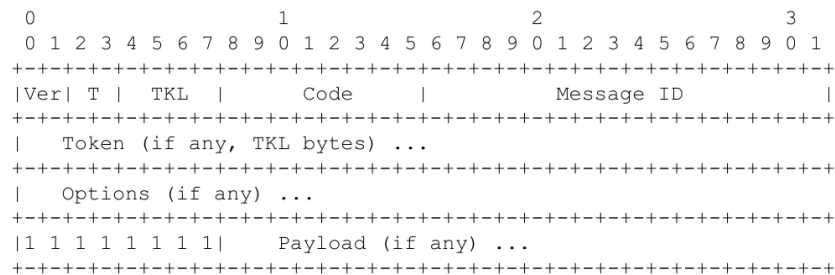 0                   1                   2                   3
 0 1 2 3 4 5 6 7 8 9 0 1 2 3 4 5 6 7 8 9 0 1 2 3 4 5 6 7 8 9 0 1
+-+-+-+-+-+-+-+-+-+-+-+-+-+-+-+-+-+-+-+-+-+-+-+-+-+-+-+-+-+-+-+-+
|Ver| T |  TKL  |      Code     |          Message ID           |
+-+-+-+-+-+-+-+-+-+-+-+-+-+-+-+-+-+-+-+-+-+-+-+-+-+-+-+-+-+-+-+-+
|   Token (if any, TKL bytes) ...
+-+-+-+-+-+-+-+-+-+-+-+-+-+-+-+-+-+-+-+-+-+-+-+-+-+-+-+-+-+-+-+-+
|   Options (if any) ...
+-+-+-+-+-+-+-+-+-+-+-+-+-+-+-+-+-+-+-+-+-+-+-+-+-+-+-+-+-+-+-+-+
|1 1 1 1 1 1 1 1|    Payload (if any) ...
+-+-+-+-+-+-+-+-+-+-+-+-+-+-+-+-+-+-+-+-+-+-+-+-+-+-+-+-+-+-+-+-+